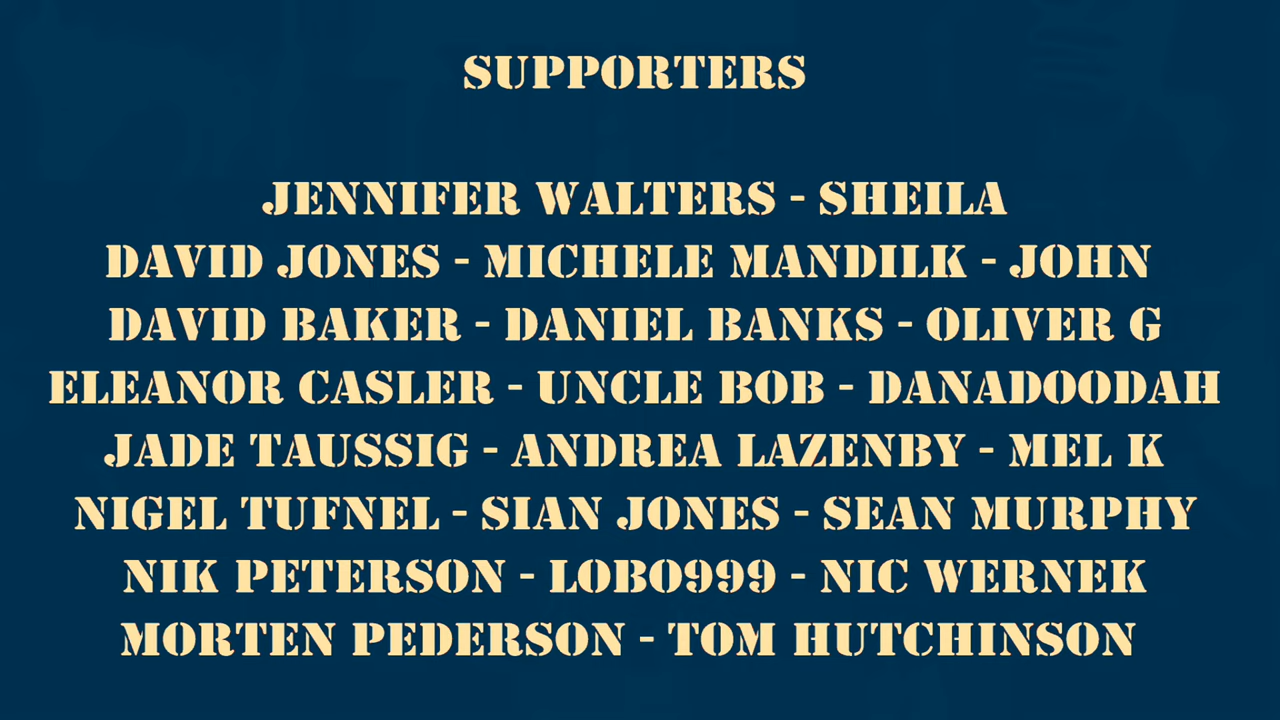 SUPPORTERS
JENNIFER WALTERS - SHEILA
DAVID JONES - MICHELE MANDILK - JOHN
DAVID BAKER - DANIEL BANKS - OLIVER G
ELEANOR CASLER - UNCLE BOB - DANADOODAH
JADE TAUSSIG - ANDREA LAZENBY - MEL K
NIGEL TUFNEL - SIAN JONES - SEAN MURPHY
NIK PETERSON - LOBO999 - NIC WERNEK
MORTEN PEDERSON - TOM HUTCHINSON